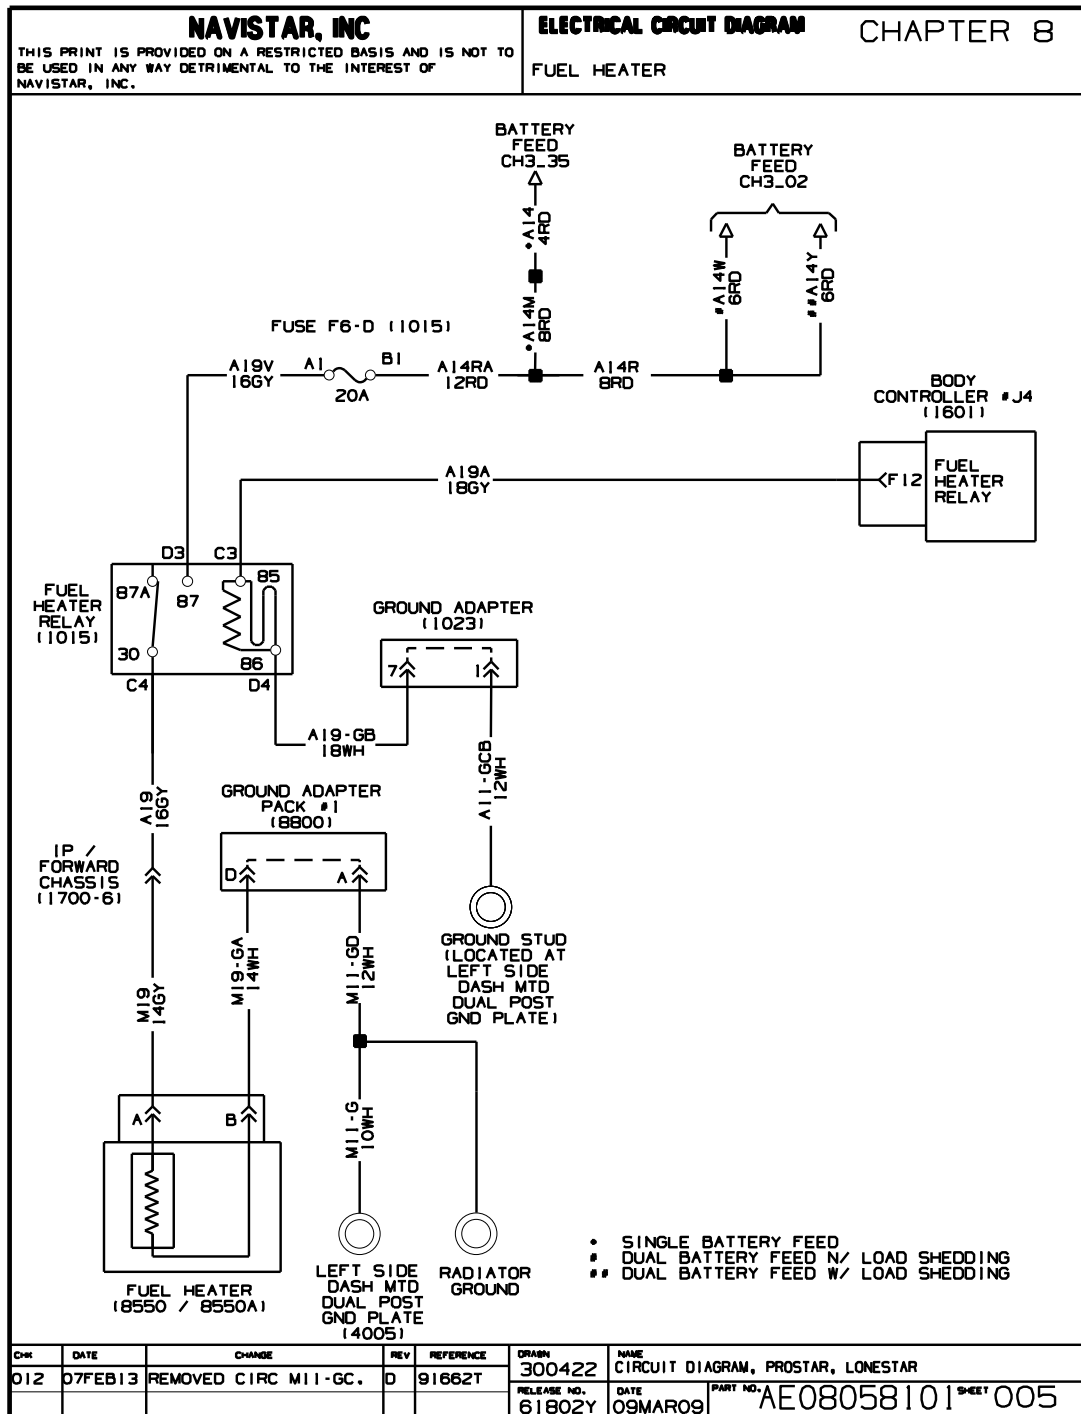 NAVISTAR, INC
THIS PRINT IS PROVIDED ON A RESTRICTED BASIS AND IS NOT TO
BE USED IN ANY WAY DETRIMENTAL TO THE INTEREST OF
NAVISTAR, INC.
ELECTRICAL CIRCUIT DIAGRAM
CHAPTER 8
FUEL HEATER
BATTERY
FEED
CH3_35
BATTERY
FEED
CH3_02
*A14
4RD
#A14W
6RD
##A14Y
6RD
*A14M
8RD
FUSE F6-D (1015)
A19V
16GY
A1
B1
20A
A14RA
12RD
A14R
8RD
BODY
CONTROLLER #J4
(1601)
F12
FUEL
HEATER
RELAY
A19A
18GY
D3
C3
FUEL
HEATER
RELAY
(1015)
87A
87
85
30
86
C4
D4
GROUND ADAPTER
(1023)
7
1
A19-GB
18WH
A11-GCB
12WH
A19
16GY
GROUND ADAPTER
PACK #1
(8800)
D
A
IP /
FORWARD
CHASSIS
(1700-6)
GROUND STUD
(LOCATED AT
LEFT SIDE
DASH MTD
DUAL POST
GND PLATE)
M19-GA
14WH
M11-GD
12WH
M19
14GY
M11-G
10WH
A
B
FUEL HEATER
(8550 / 8550A)
LEFT SIDE
DASH MTD
DUAL POST
GND PLATE
(4005)
RADIATOR
GROUND
* SINGLE BATTERY FEED
# DUAL BATTERY FEED N/ LOAD SHEDDING
## DUAL BATTERY FEED W/ LOAD SHEDDING
CHK DATE CHANGE REV REFERENCE
012 07FEB13 REMOVED CIRC M11-GC. D 91662T
DRAWN 300422
NAME CIRCUIT DIAGRAM, PROSTAR, LONESTAR
RELEASE NO. 61802Y
DATE 09MAR09
PART NO. AE08058101 SHEET 005